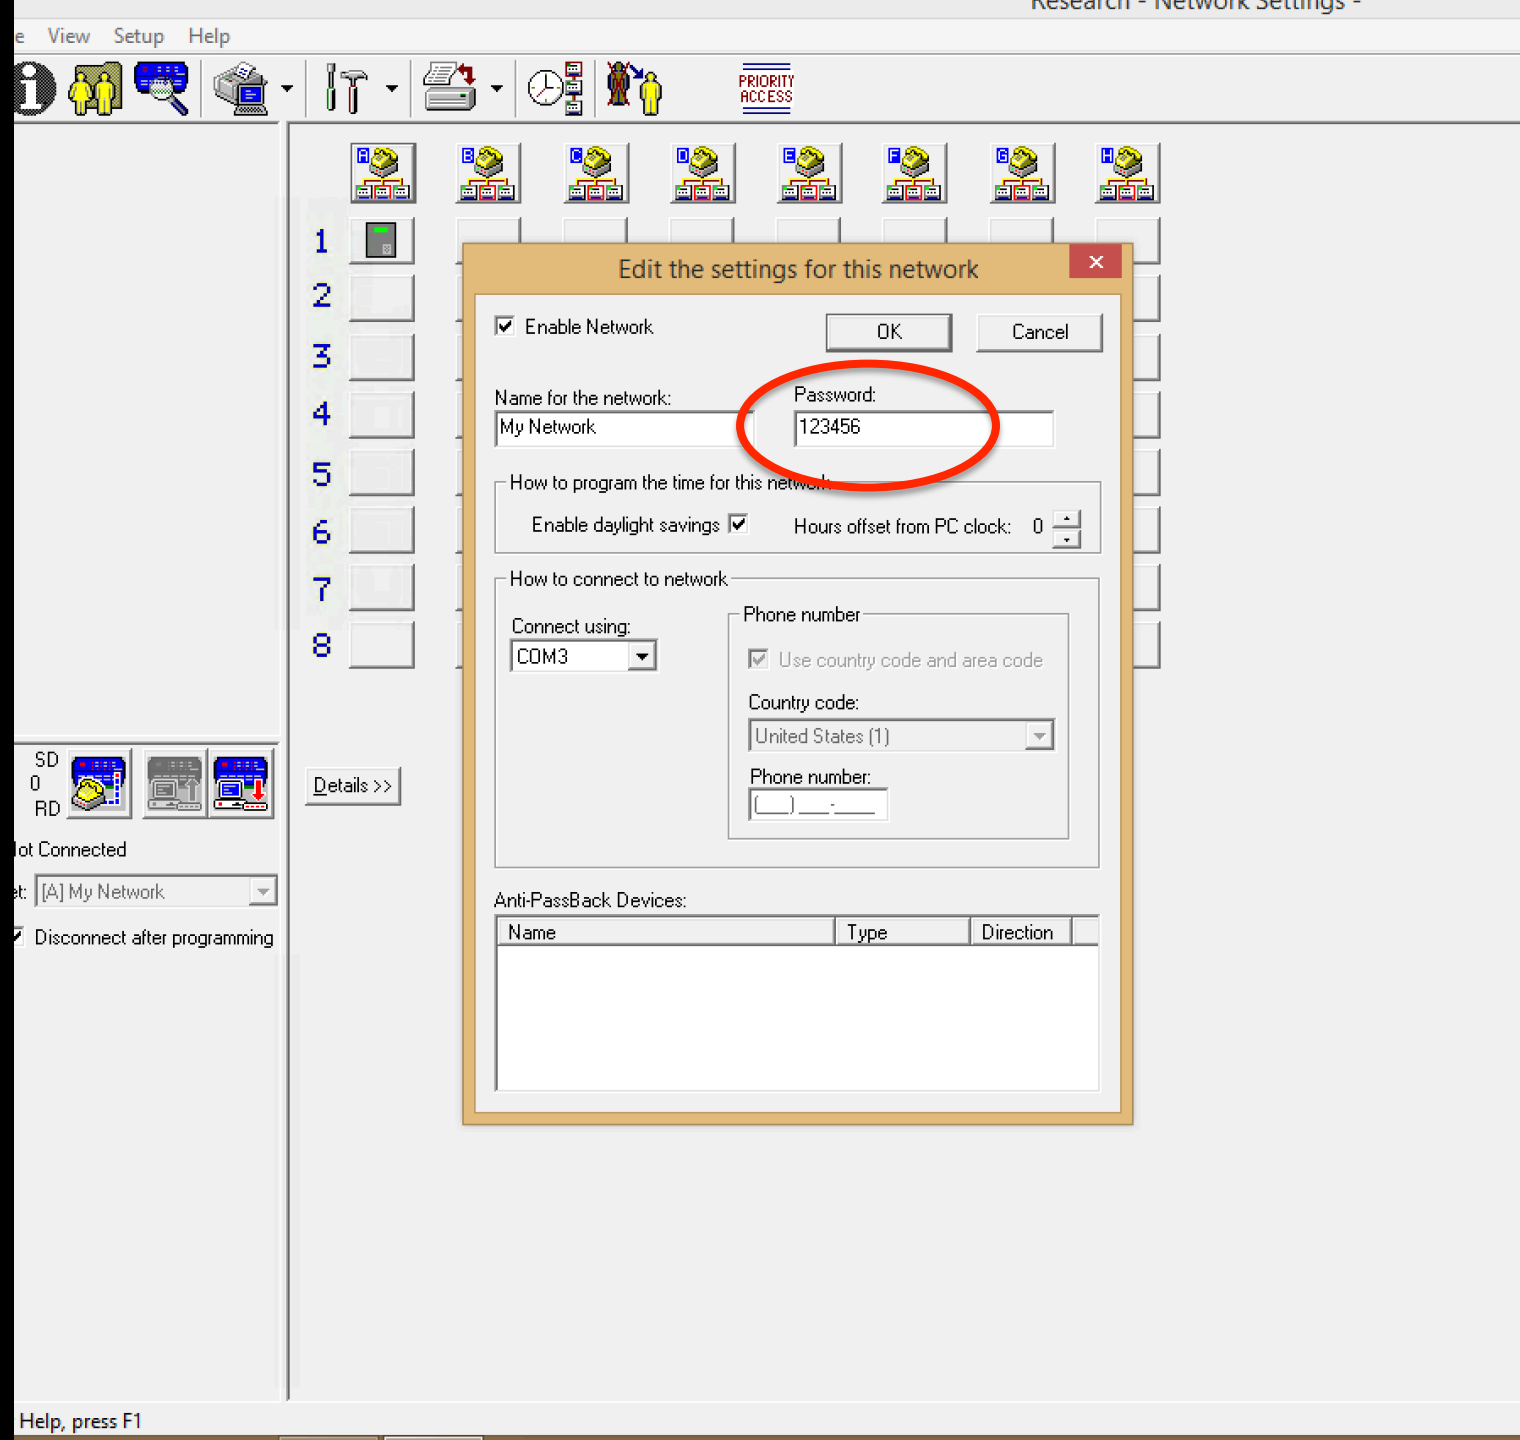 Research - Network Settings -
e View Setup Help
PRIORITY
ACCESS
A B C D E F G H
1
2
3
4
5
6
7
8
Edit the settings for this network
Enable Network
OK
Cancel
Name for the network:
Password:
My Network
123456
How to program the time for this network
Enable daylight savings
Hours offset from PC clock: 0
How to connect to network
Connect using:
COM3
Phone number
Use country code and area code
Country code:
United States (1)
Phone number:
(___) ___-____
Anti-PassBack Devices:
Name Type Direction
SD
0
RD
Details >>
ot Connected
et: [A] My Network
Disconnect after programming
Help, press F1